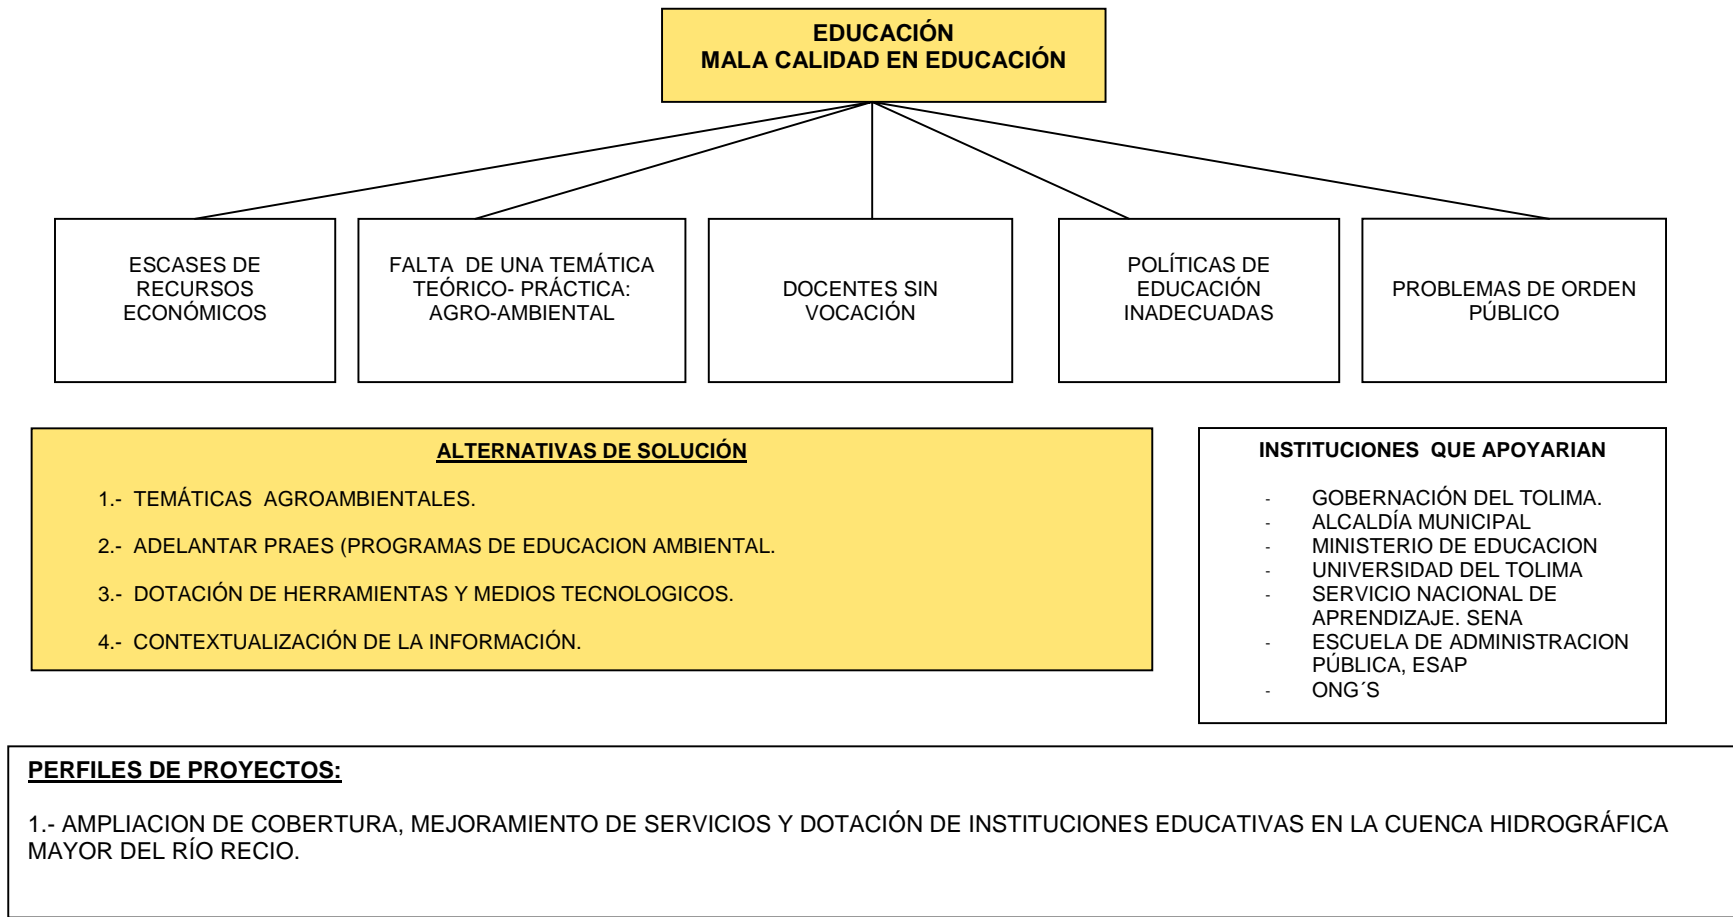 EDUCACIÓN
MALA CALIDAD EN EDUCACIÓN
ESCASES DE
RECURSOS
ECONÓMICOS
FALTA DE UNA TEMÁTICA
TEÓRICO- PRÁCTICA:
AGRO-AMBIENTAL
DOCENTES SIN
VOCACIÓN
POLÍTICAS DE
EDUCACIÓN
INADECUADAS
PROBLEMAS DE ORDEN
PÚBLICO
ALTERNATIVAS DE SOLUCIÓN
1.- TEMÁTICAS AGROAMBIENTALES.
2.- ADELANTAR PRAES (PROGRAMAS DE EDUCACION AMBIENTAL.
3.- DOTACIÓN DE HERRAMIENTAS Y MEDIOS TECNOLOGICOS.
4.- CONTEXTUALIZACIÓN DE LA INFORMACIÓN.
INSTITUCIONES QUE APOYARIAN
- GOBERNACIÓN DEL TOLIMA.
- ALCALDÍA MUNICIPAL
- MINISTERIO DE EDUCACION
- UNIVERSIDAD DEL TOLIMA
- SERVICIO NACIONAL DE
APRENDIZAJE. SENA
- ESCUELA DE ADMINISTRACION
PÚBLICA, ESAP
- ONG´S
PERFILES DE PROYECTOS:
1.- AMPLIACION DE COBERTURA, MEJORAMIENTO DE SERVICIOS Y DOTACIÓN DE INSTITUCIONES EDUCATIVAS EN LA CUENCA HIDROGRÁFICA
MAYOR DEL RÍO RECIO.